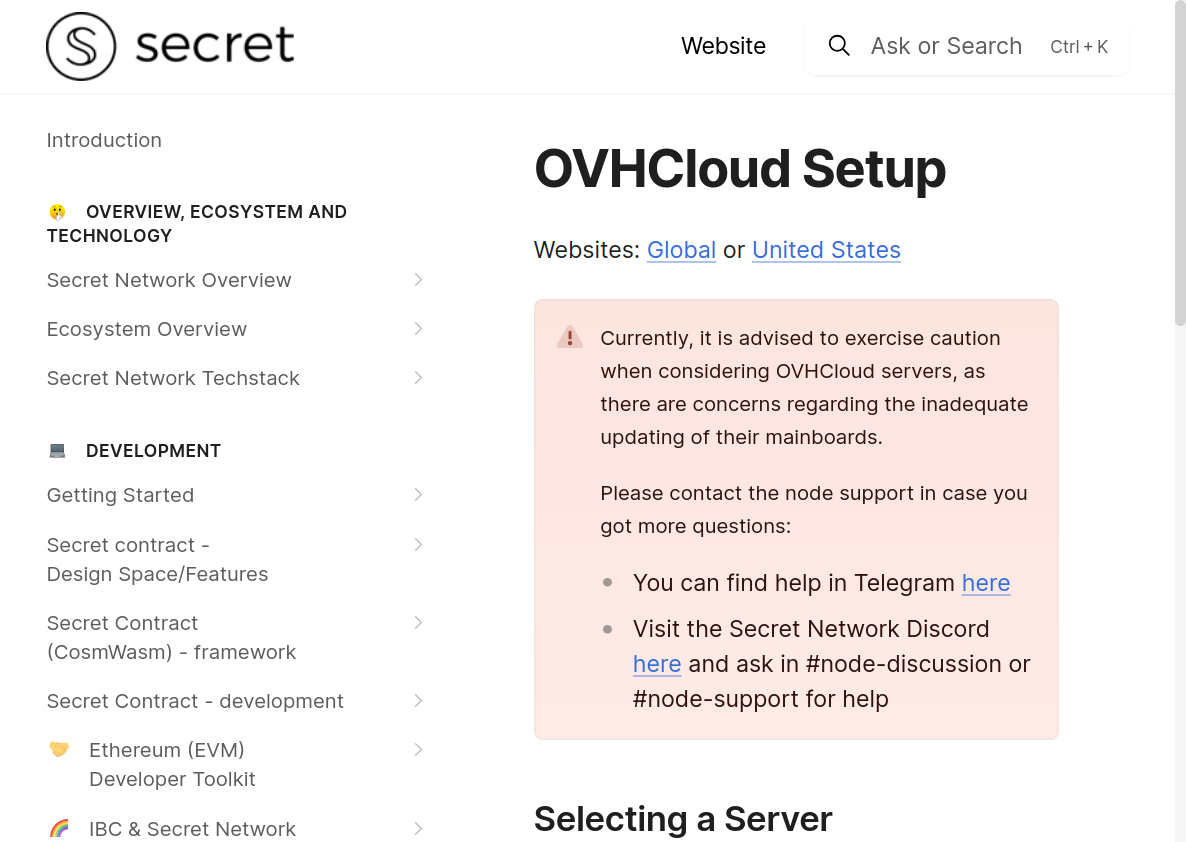 secret
Website
Ask or Search
Ctrl + K
Introduction
OVERVIEW, ECOSYSTEM AND
TECHNOLOGY
Secret Network Overview
Ecosystem Overview
Secret Network Techstack
DEVELOPMENT
Getting Started
Secret contract -
Design Space/Features
Secret Contract
(CosmWasm) - framework
Secret Contract - development
Ethereum (EVM)
Developer Toolkit
IBC & Secret Network
OVHCloud Setup
Websites: Global or United States
Currently, it is advised to exercise caution
when considering OVHCloud servers, as
there are concerns regarding the inadequate
updating of their mainboards.
Please contact the node support in case you
got more questions:
You can find help in Telegram here
Visit the Secret Network Discord
here and ask in #node-discussion or
#node-support for help
Selecting a Server